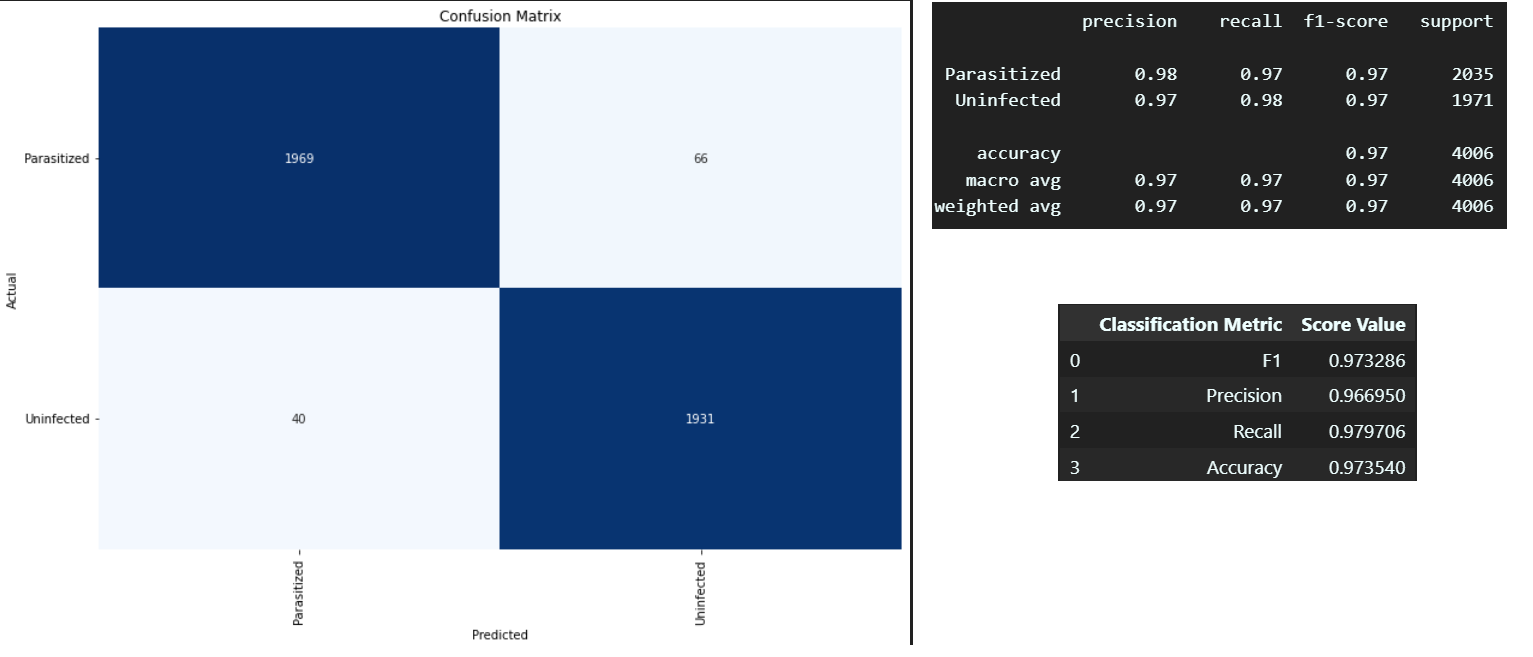 Confusion Matrix
Actual
Parasitized
1969
66
Uninfected
40
1931
Parasitized
Uninfected
Predicted
precision recall f1-score support
Parasitized 0.98 0.97 0.97 2035
Uninfected 0.97 0.98 0.97 1971
accuracy 0.97 4006
macro avg 0.97 0.97 0.97 4006
weighted avg 0.97 0.97 0.97 4006
Classification Metric Score Value
0 F1 0.973286
1 Precision 0.966950
2 Recall 0.979706
3 Accuracy 0.973540